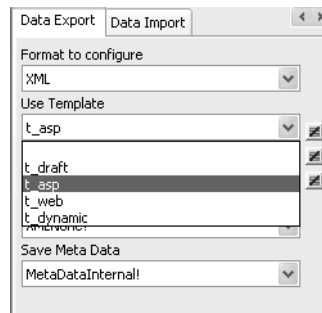 Data Export Data Import
Format to configure
XML
Use Template
t_asp
t_draft
t_asp
t_web
t_dynamic
XMLNone!
Save Meta Data
MetaDataInternal!